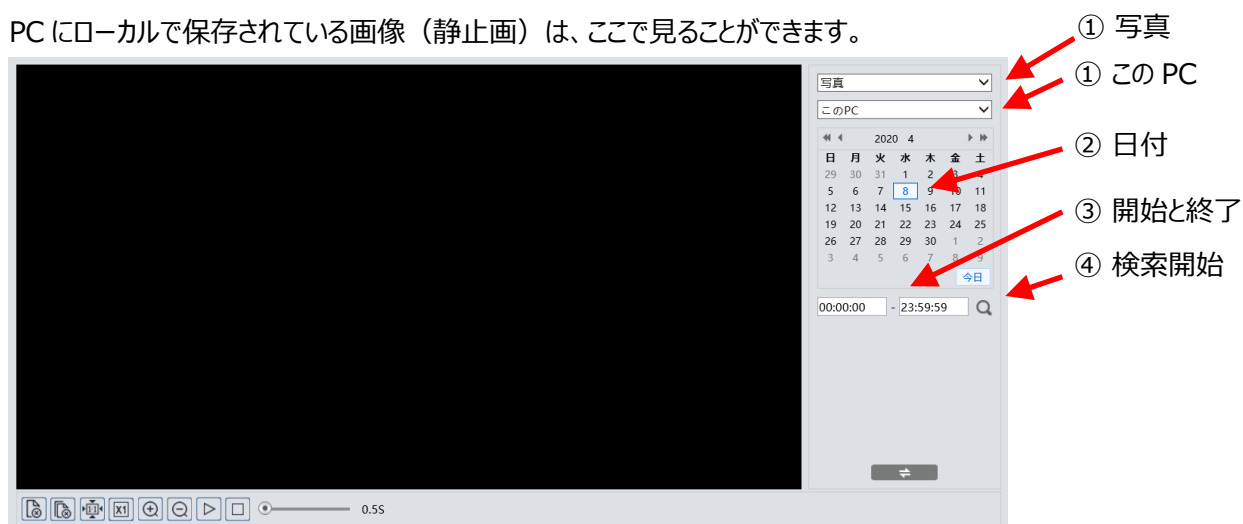 PC にローカルで保存されている画像（静止画）は、ここで見ることができます。
① 写真
① この PC
② 日付
③ 開始と終了
④ 検索開始
写真
このPC
2020 4
日 月 火 水 木 金 土
29 30 31 1 2 3 4
5 6 7 8 9 10 11
12 13 14 15 16 17 18
19 20 21 22 23 24 25
26 27 28 29 30 1 2
3 4 5 6 7 8 9
今日
00:00:00 - 23:59:59
1:1 X1 0.5S